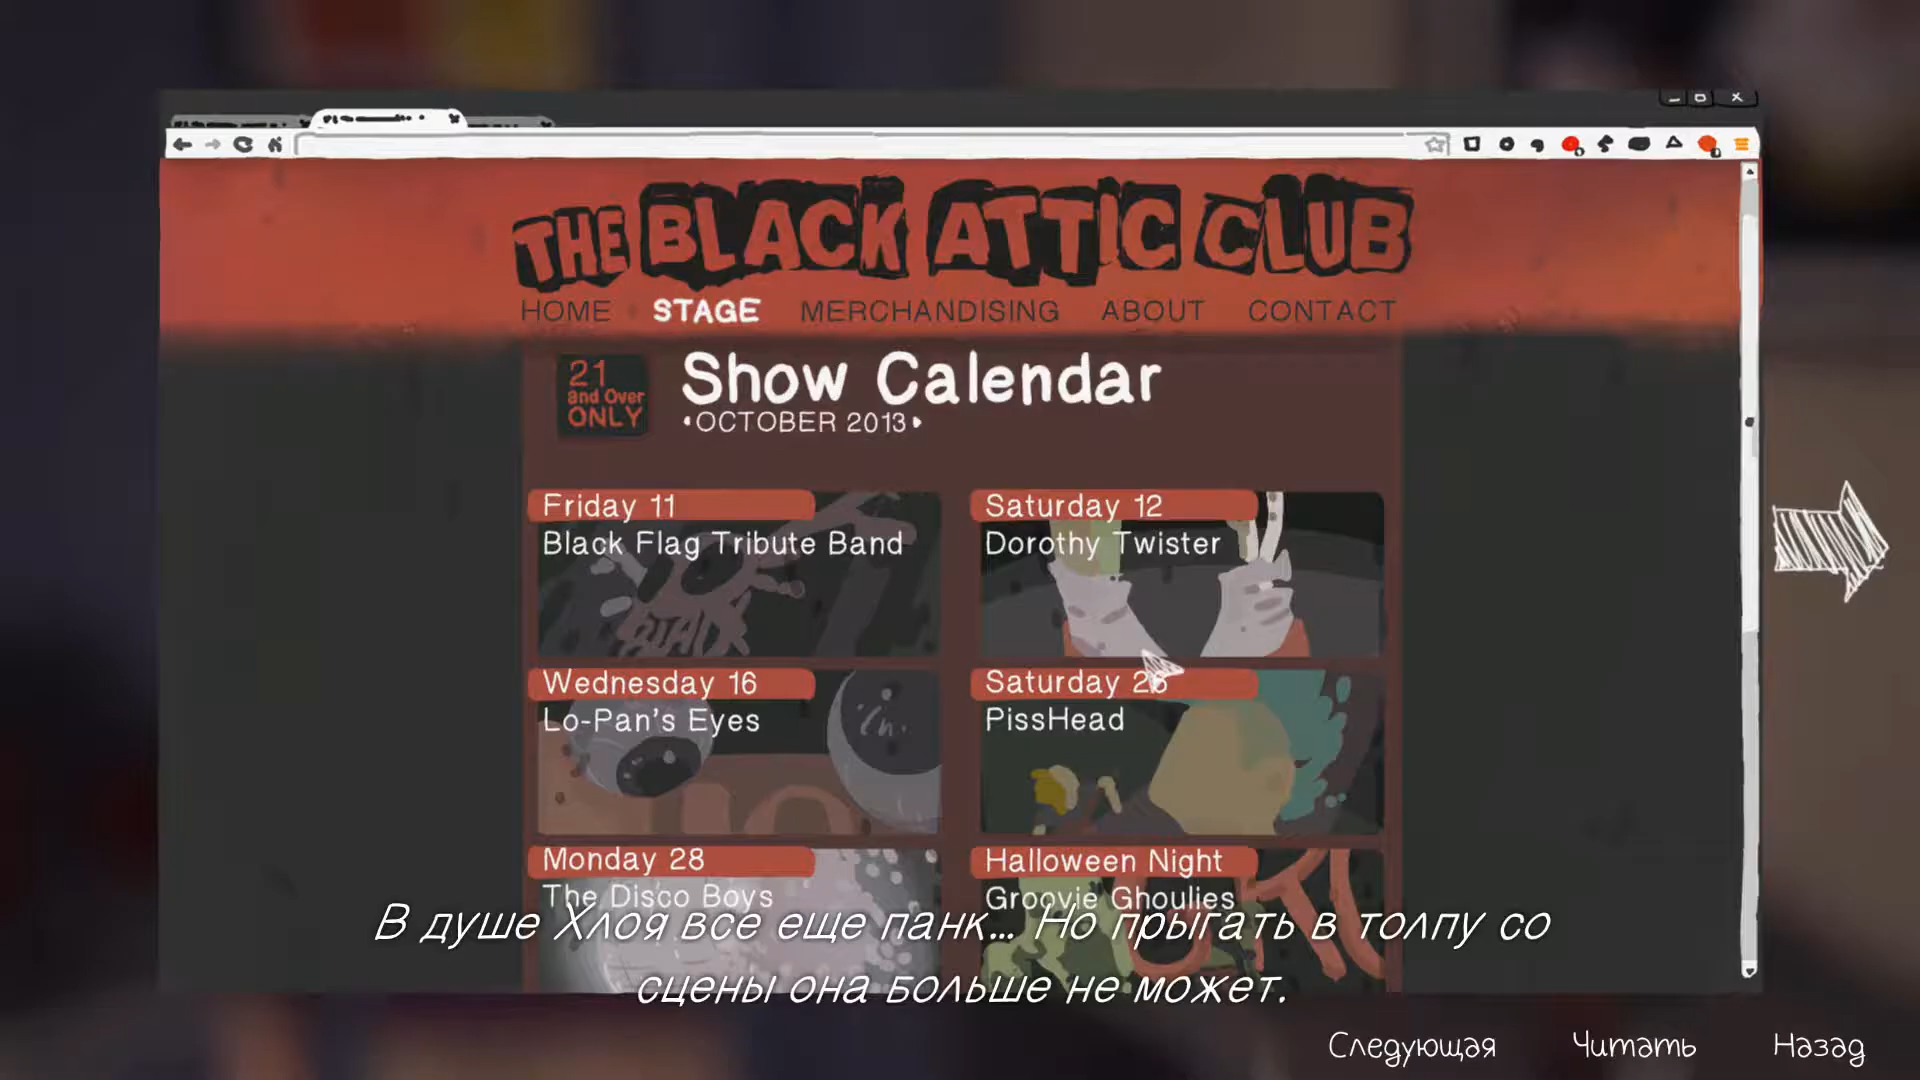 THE BLACK ATTIC CLUB
HOME STAGE MERCHANDISING ABOUT CONTACT
21
and Over
ONLY
Show Calendar
•OCTOBER 2013•
Friday 11
Black Flag Tribute Band
Saturday 12
Dorothy Twister
Wednesday 16
Lo-Pan's Eyes
Saturday 26
PissHead
Monday 28
The Disco Boys
Halloween Night
Groovie Ghoulies
В душе Хлоя все еще панк... Но прыгать в толпу со
сцены она больше не может.
Следующая Читать Назад